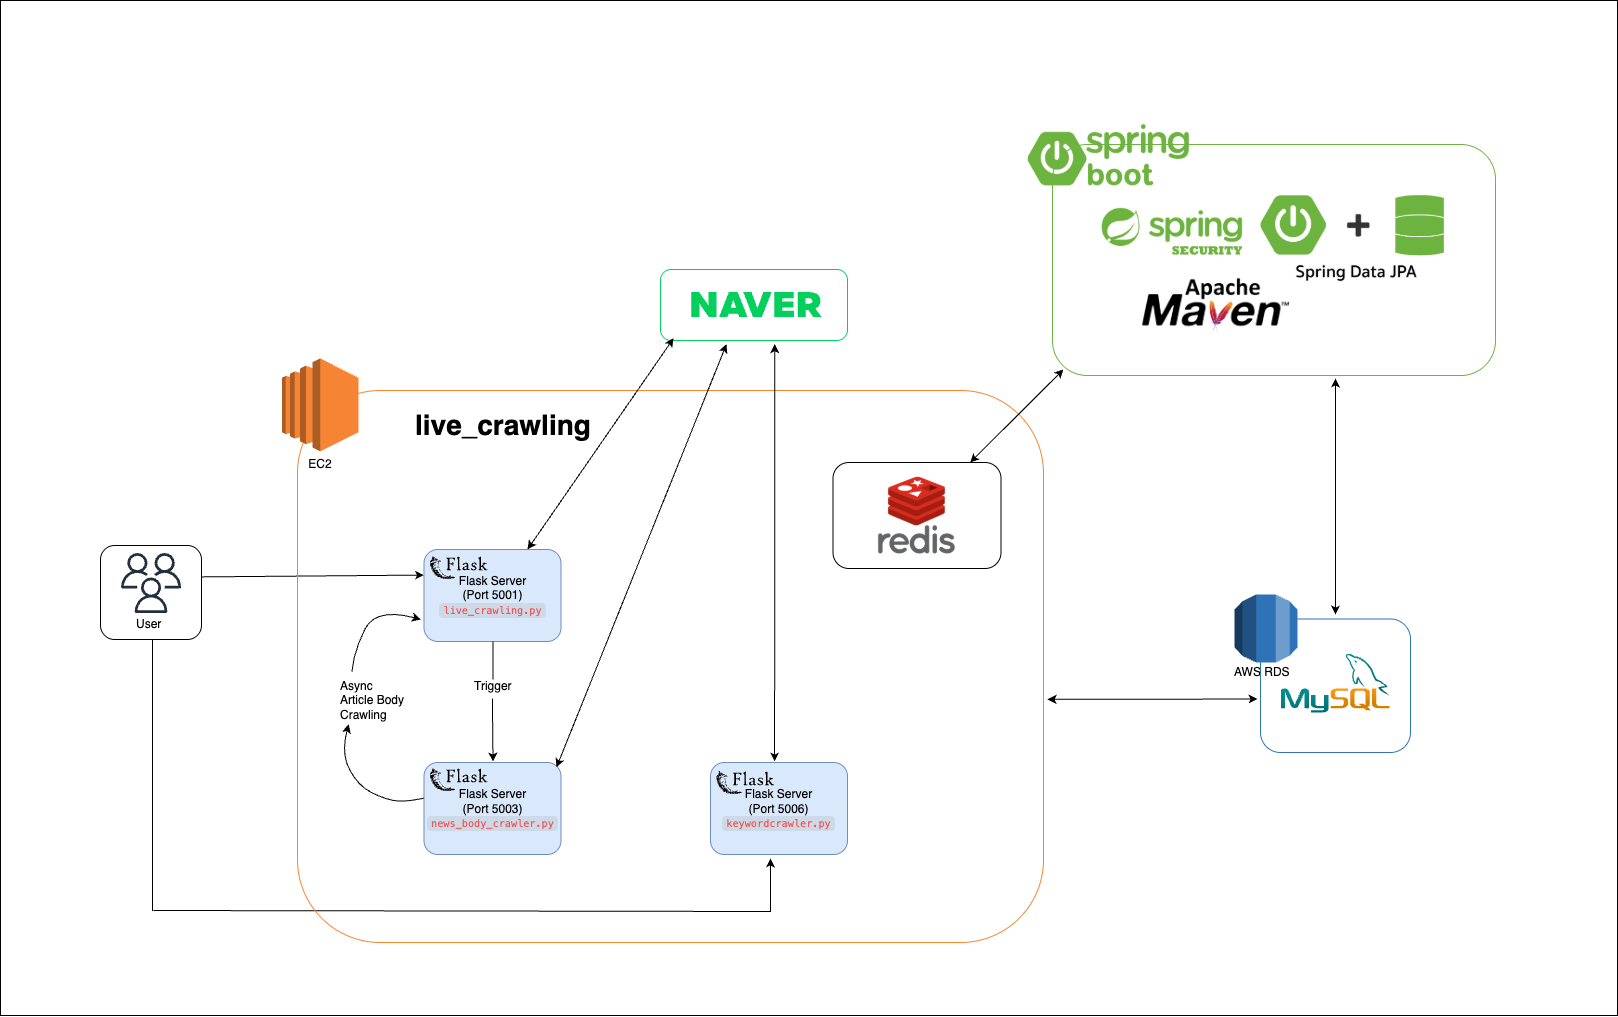 spring
boot
spring
SECURITY
+
Spring Data JPA
Apache
Maven™
NAVER
live_crawling
EC2
redis
User
Flask
Flask Server
(Port 5001)
live_crawling.py
Async
Article Body
Crawling
Trigger
Flask
Flask Server
(Port 5003)
news_body_crawler.py
Flask
Flask Server
(Port 5006)
keywordcrawler.py
AWS RDS
MySQL